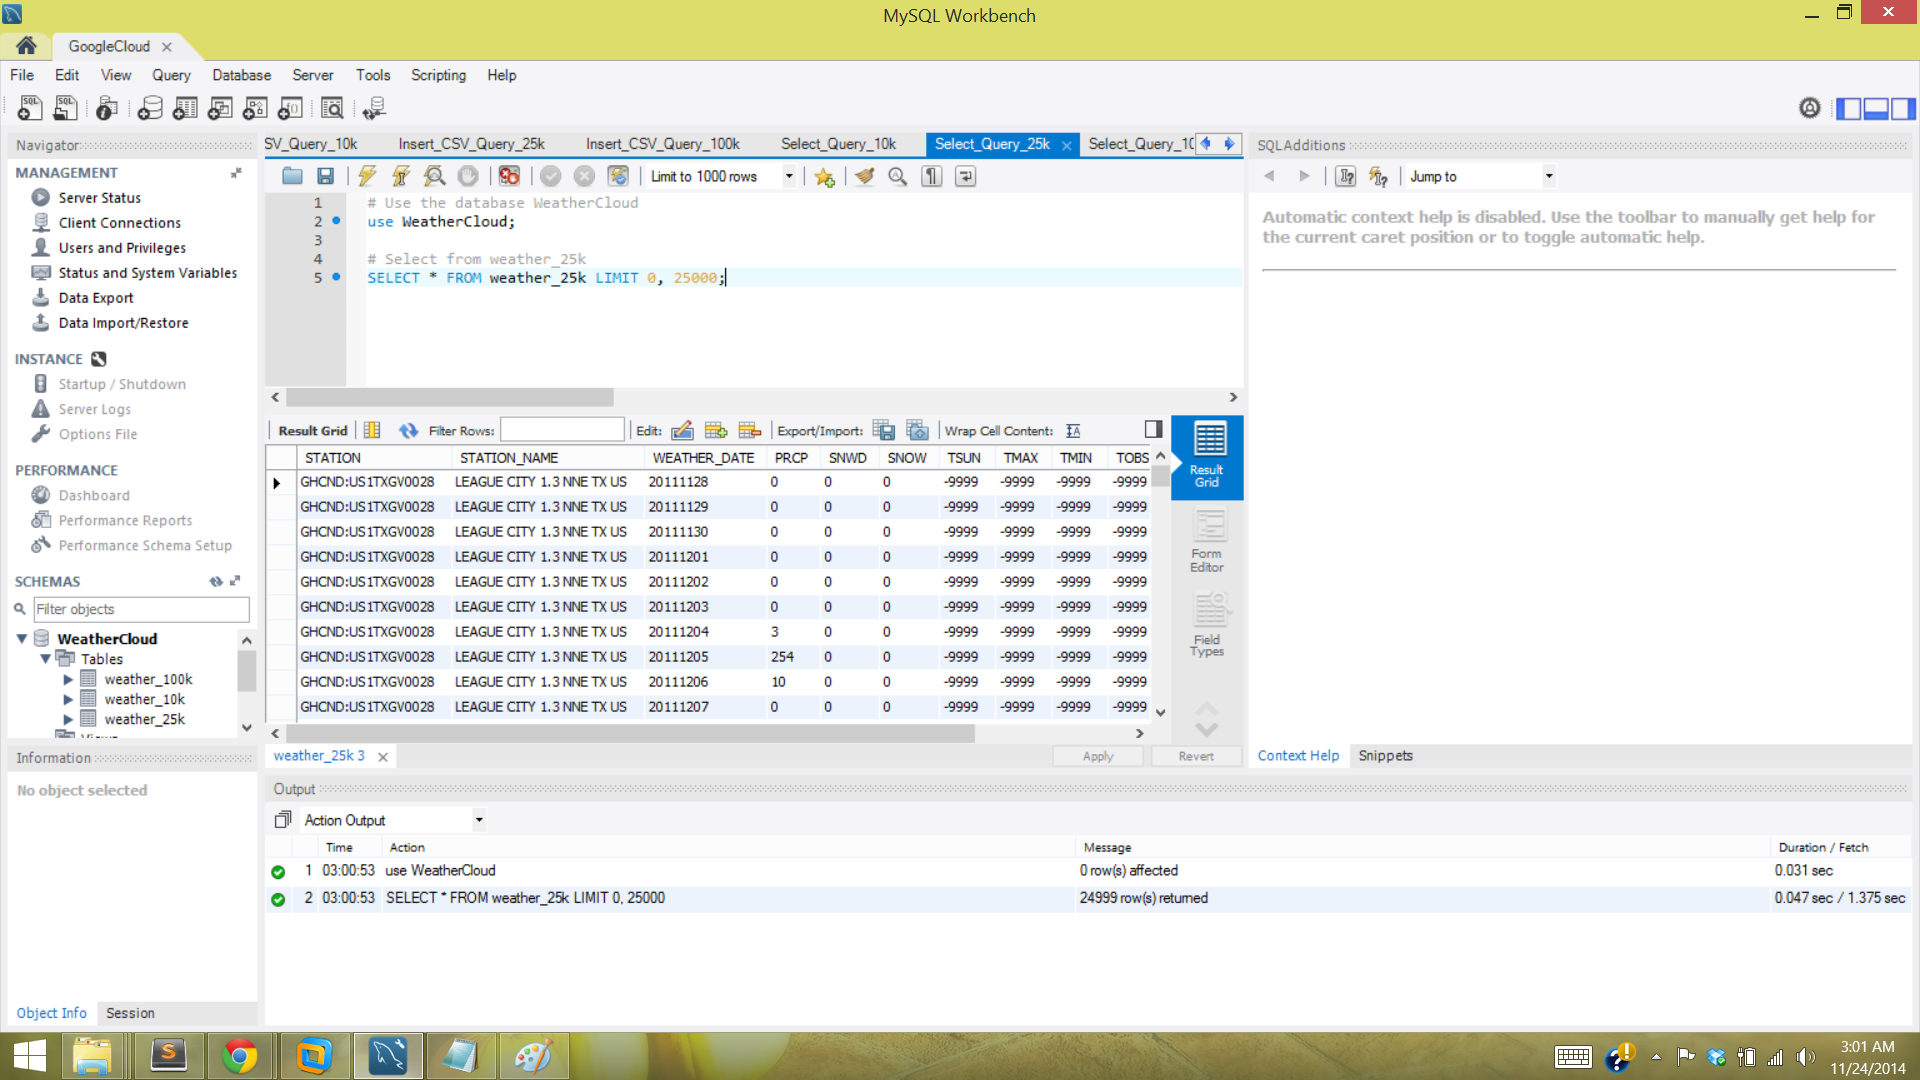 MySQL Workbench
GoogleCloud
File Edit View Query Database Server Tools Scripting Help
Navigator
MANAGEMENT
Server Status
Client Connections
Users and Privileges
Status and System Variables
Data Export
Data Import/Restore
INSTANCE
Startup / Shutdown
Server Logs
Options File
PERFORMANCE
Dashboard
Performance Reports
Performance Schema Setup
SCHEMAS
Filter objects
WeatherCloud
Tables
weather_100k
weather_10k
weather_25k
Views
Information
No object selected
Object Info Session
SV_Query_10k Insert_CSV_Query_25k Insert_CSV_Query_100k Select_Query_10k Select_Query_25k Select_Query_10
Limit to 1000 rows
1 # Use the database WeatherCloud
2 use WeatherCloud;
3
4 # Select from weather_25k
5 SELECT * FROM weather_25k LIMIT 0, 25000;
Result Grid Filter Rows: Edit: Export/Import: Wrap Cell Content:
STATION STATION_NAME WEATHER_DATE PRCP SNWD SNOW TSUN TMAX TMIN TOBS
GHCND:US1TXGV0028 LEAGUE CITY 1.3 NNE TX US 20111128 0 0 0 -9999 -9999 -9999 -9999
GHCND:US1TXGV0028 LEAGUE CITY 1.3 NNE TX US 20111129 0 0 0 -9999 -9999 -9999 -9999
GHCND:US1TXGV0028 LEAGUE CITY 1.3 NNE TX US 20111130 0 0 0 -9999 -9999 -9999 -9999
GHCND:US1TXGV0028 LEAGUE CITY 1.3 NNE TX US 20111201 0 0 0 -9999 -9999 -9999 -9999
GHCND:US1TXGV0028 LEAGUE CITY 1.3 NNE TX US 20111202 0 0 0 -9999 -9999 -9999 -9999
GHCND:US1TXGV0028 LEAGUE CITY 1.3 NNE TX US 20111203 0 0 0 -9999 -9999 -9999 -9999
GHCND:US1TXGV0028 LEAGUE CITY 1.3 NNE TX US 20111204 3 0 0 -9999 -9999 -9999 -9999
GHCND:US1TXGV0028 LEAGUE CITY 1.3 NNE TX US 20111205 254 0 0 -9999 -9999 -9999 -9999
GHCND:US1TXGV0028 LEAGUE CITY 1.3 NNE TX US 20111206 10 0 0 -9999 -9999 -9999 -9999
GHCND:US1TXGV0028 LEAGUE CITY 1.3 NNE TX US 20111207 0 0 0 -9999 -9999 -9999 -9999
Result
Grid
Form
Editor
Field
Types
weather_25k 3 Apply Revert
SQLAdditions
Jump to
Automatic context help is disabled. Use the toolbar to manually get help for
the current caret position or to toggle automatic help.
Context Help Snippets
Output
Action Output
Time Action Message Duration / Fetch
1 03:00:53 use WeatherCloud 0 row(s) affected 0.031 sec
2 03:00:53 SELECT * FROM weather_25k LIMIT 0, 25000 24999 row(s) returned 0.047 sec / 1.375 sec
3:01 AM
11/24/2014